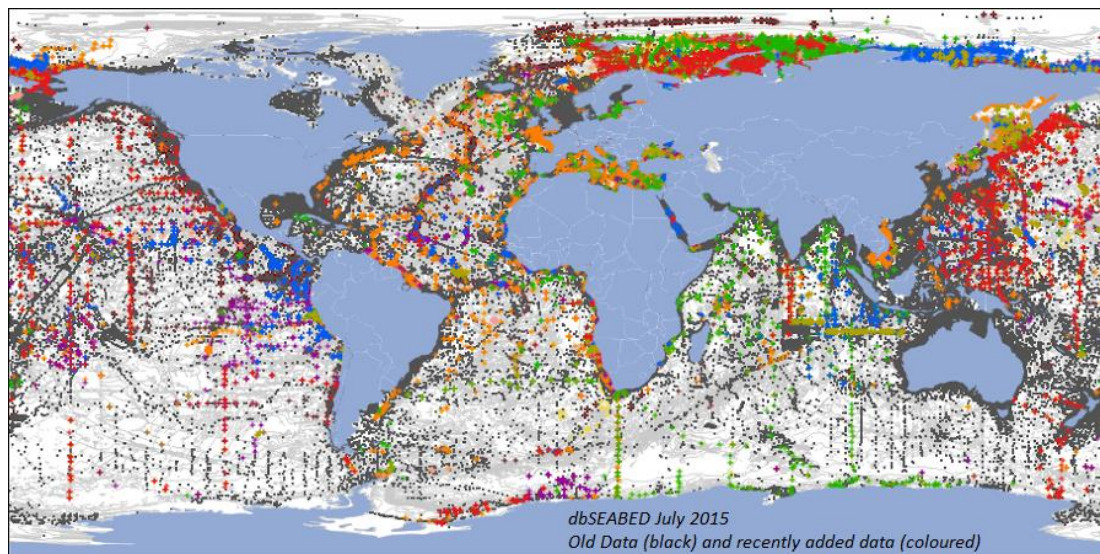 dbSEABED July 2015
Old Data (black) and recently added data (coloured)